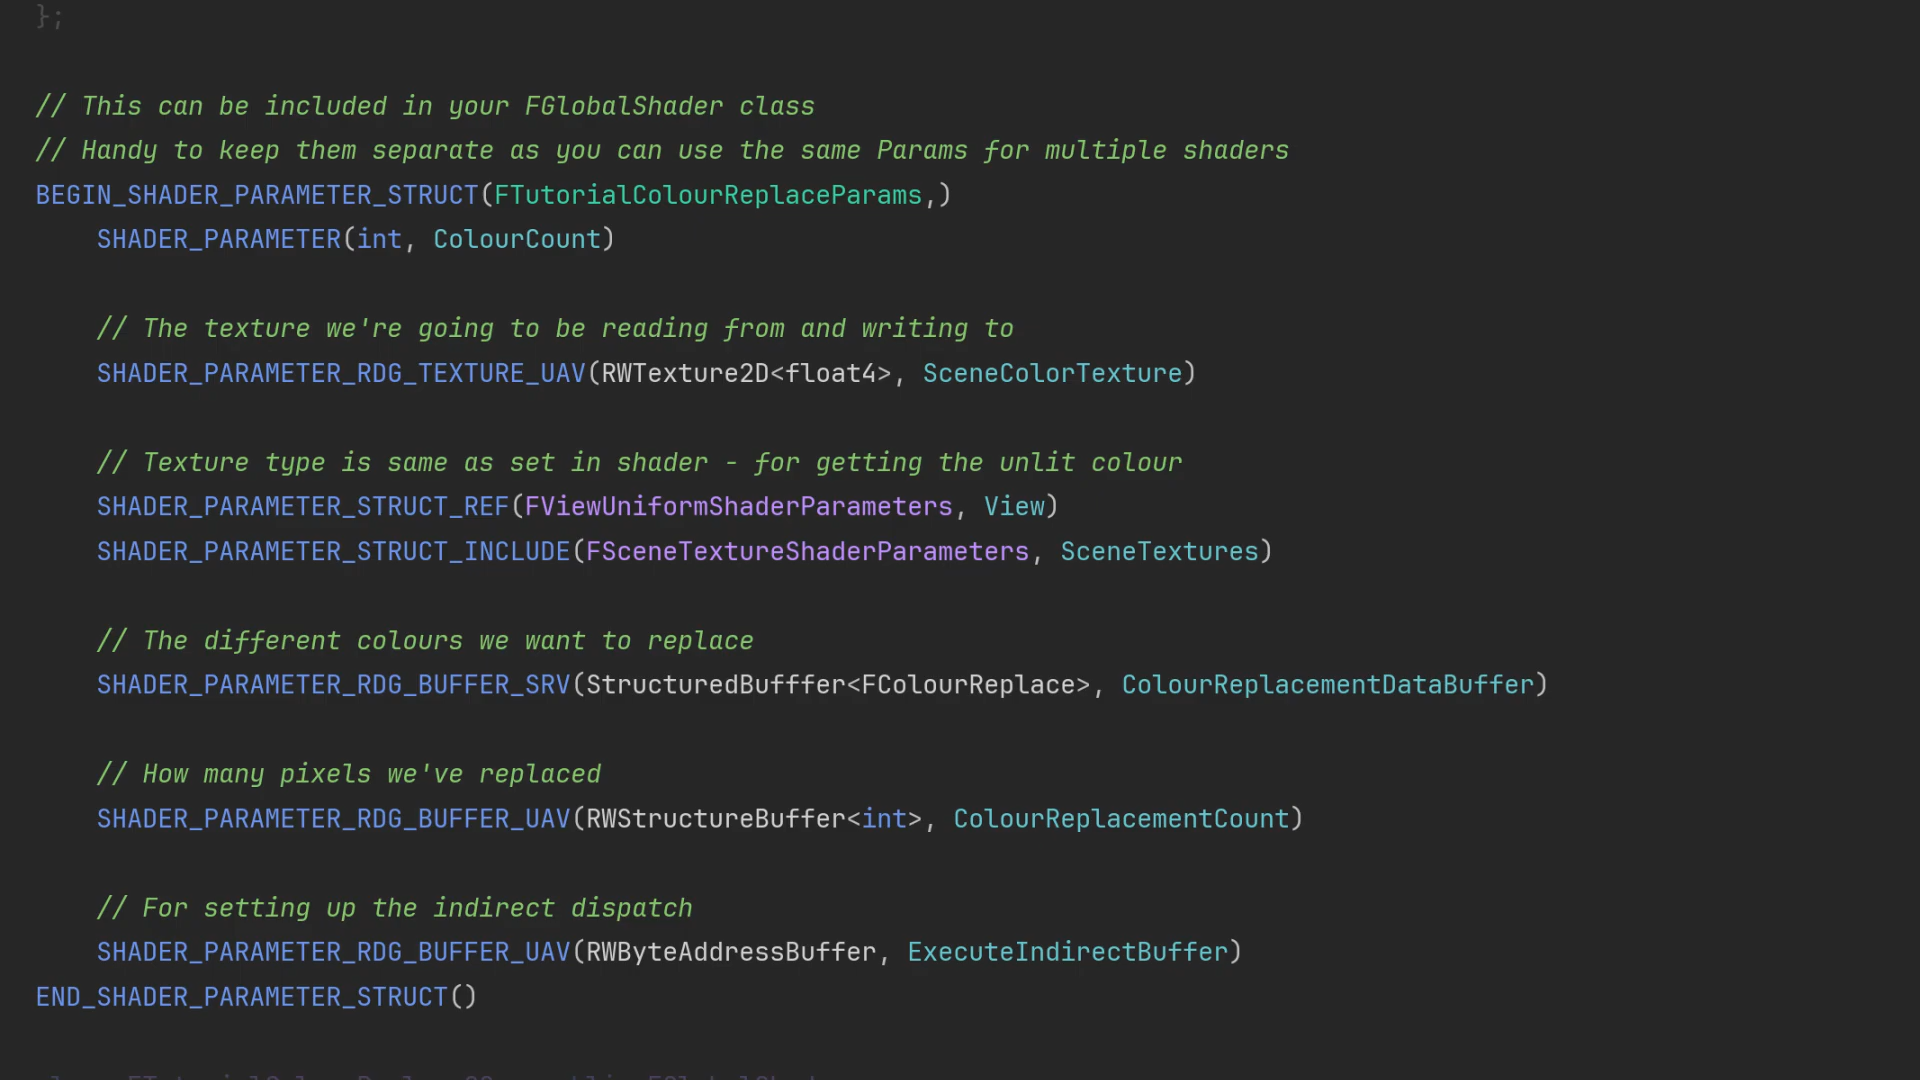 };
// This can be included in your FGlobalShader class
// Handy to keep them separate as you can use the same Params for multiple shaders
BEGIN_SHADER_PARAMETER_STRUCT(FTutorialColourReplaceParams,)
SHADER_PARAMETER(int, ColourCount)
// The texture we're going to be reading from and writing to
SHADER_PARAMETER_RDG_TEXTURE_UAV(RWTexture2D<float4>, SceneColorTexture)
// Texture type is same as set in shader - for getting the unlit colour
SHADER_PARAMETER_STRUCT_REF(FViewUniformShaderParameters, View)
SHADER_PARAMETER_STRUCT_INCLUDE(FSceneTextureShaderParameters, SceneTextures)
// The different colours we want to replace
SHADER_PARAMETER_RDG_BUFFER_SRV(StructuredBufffer<FColourReplace>, ColourReplacementDataBuffer)
// How many pixels we've replaced
SHADER_PARAMETER_RDG_BUFFER_UAV(RWStructureBuffer<int>, ColourReplacementCount)
// For setting up the indirect dispatch
SHADER_PARAMETER_RDG_BUFFER_UAV(RWByteAddressBuffer, ExecuteIndirectBuffer)
END_SHADER_PARAMETER_STRUCT()